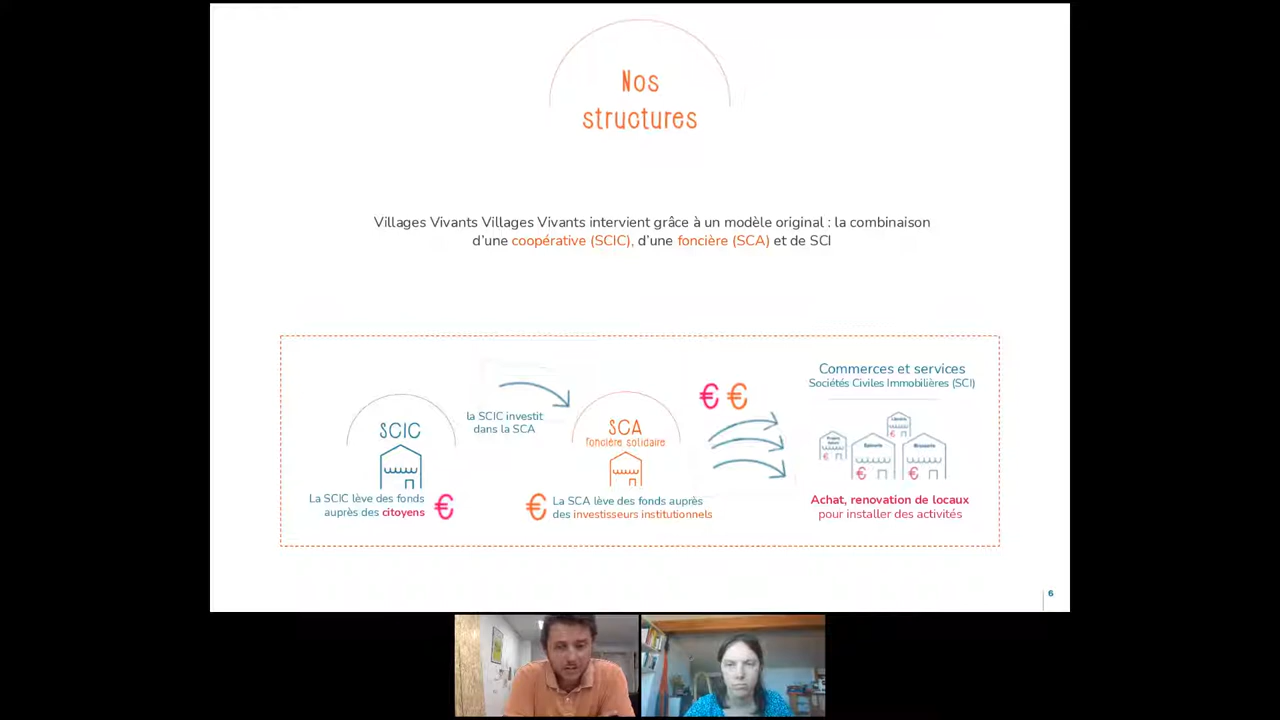 Nos
structures
Villages Vivants Villages Vivants intervient grâce à un modèle original : la combinaison
d'une coopérative (SCIC), d'une foncière (SCA) et de SCI
SCIC
La SCIC lève des fonds
auprès des citoyens
€
la SCIC investit
dans la SCA
SCA
foncière solidaire
€
La SCA lève des fonds auprès
des investisseurs institutionnels
€ €
Commerces et services
Sociétés Civiles Immobilières (SCI)
Epicerie
Brasserie
€
€
€
€
Achat, renovation de locaux
pour installer des activités
6